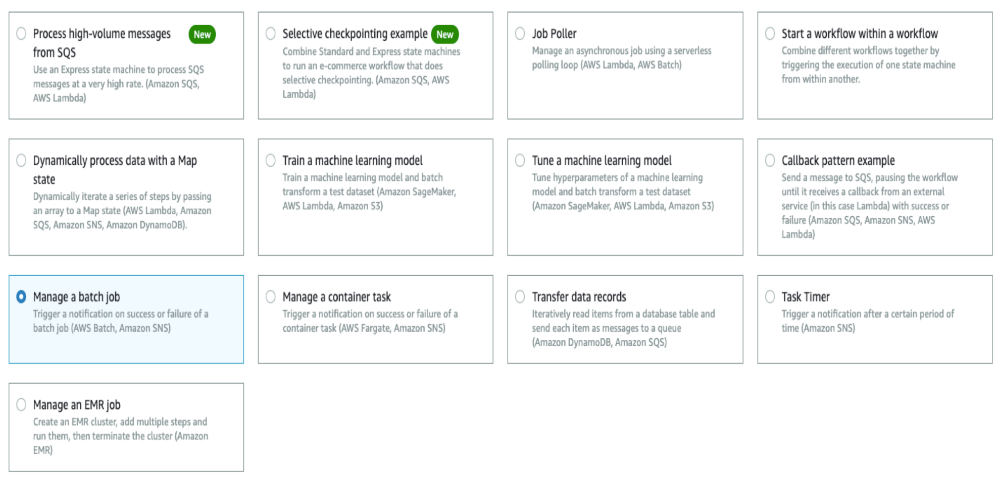 Process high-volume messages New
from SQS
Use an Express state machine to process SQS
messages at a very high rate. (Amazon SQS,
AWS Lambda)
Selective checkpointing example New
Combine Standard and Express state machines
to run an e-commerce workflow that does
selective checkpointing. (Amazon SQS, AWS
Lambda)
Job Poller
Manage an asynchronous job using a serverless
polling loop (AWS Lambda, AWS Batch)
Start a workflow within a workflow
Combine different workflows together by
triggering the execution of one state machine
from within another.
Dynamically process data with a Map
state
Dynamically iterate a series of steps by passing
an array to a Map state (AWS Lambda, Amazon
SQS, Amazon SNS, Amazon DynamoDB).
Train a machine learning model
Train a machine learning model and batch
transform a test dataset (Amazon SageMaker,
AWS Lambda, Amazon S3)
Tune a machine learning model
Tune hyperparameters of a machine learning
model and batch transform a test dataset
(Amazon SageMaker, AWS Lambda, Amazon S3)
Callback pattern example
Send a message to SQS, pausing the workflow
until it receives a callback from an external
service (in this case Lambda) with success or
failure (Amazon SQS, Amazon SNS, AWS
Lambda)
Manage a batch job
Trigger a notification on success or failure of a
batch job (AWS Batch, Amazon SNS)
Manage a container task
Trigger a notification on success or failure of a
container task (AWS Fargate, Amazon SNS)
Transfer data records
Iteratively read items from a database table and
send each item as messages to a queue
(Amazon DynamoDB, Amazon SQS)
Task Timer
Trigger a notification after a certain period of
time (Amazon SNS)
Manage an EMR job
Create an EMR cluster, add multiple steps and
run them, then terminate the cluster (Amazon
EMR)